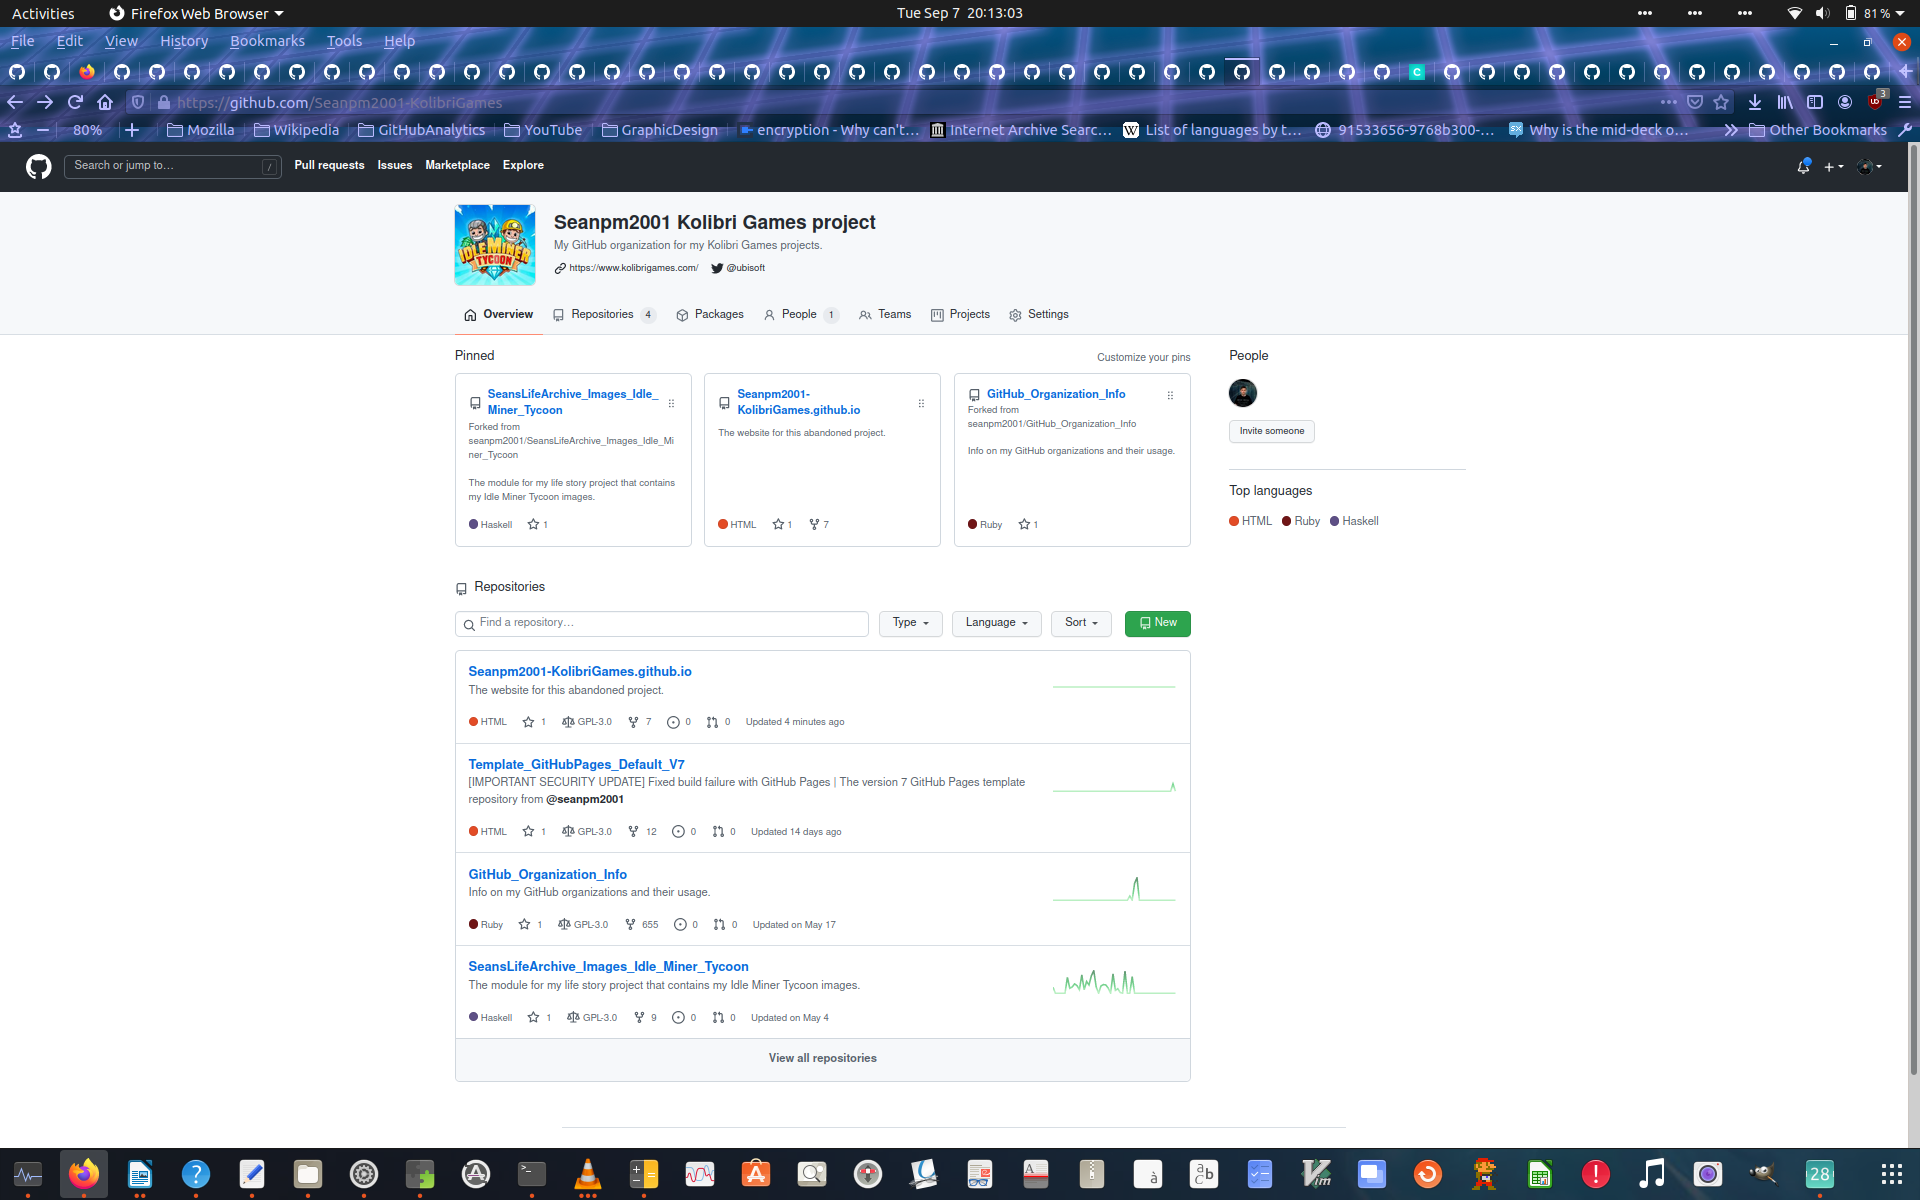 Activities
Firefox Web Browser
Tue Sep 7 20:13:03
81 %
File Edit View History Bookmarks Tools Help
https://github.com/Seanpm2001-KolibriGames
3
80%
Mozilla
Wikipedia
GitHubAnalytics
YouTube
GraphicDesign
encryption - Why can't…
Internet Archive Searc…
List of languages by t…
91533656-9768b300-…
Why is the mid-deck o…
Other Bookmarks
Search or jump to…
/
Pull requests
Issues
Marketplace
Explore
IDLE MINER
TYCOON
Seanpm2001 Kolibri Games project
My GitHub organization for my Kolibri Games projects.
https://www.kolibrigames.com/
@ubisoft
Overview
Repositories 4
Packages
People 1
Teams
Projects
Settings
Pinned
Customize your pins
SeansLifeArchive_Images_Idle_
Miner_Tycoon
Forked from
seanpm2001/SeansLifeArchive_Images_Idle_Mi
ner_Tycoon
The module for my life story project that contains
my Idle Miner Tycoon images.
Haskell 1
Seanpm2001-
KolibriGames.github.io
The website for this abandoned project.
HTML 1 7
GitHub_Organization_Info
Forked from
seanpm2001/GitHub_Organization_Info
Info on my GitHub organizations and their usage.
Ruby 1
People
Invite someone
Top languages
HTML Ruby Haskell
Repositories
Find a repository…
Type
Language
Sort
New
Seanpm2001-KolibriGames.github.io
The website for this abandoned project.
HTML 1 GPL-3.0 7 0 0 Updated 4 minutes ago
Template_GitHubPages_Default_V7
[IMPORTANT SECURITY UPDATE] Fixed build failure with GitHub Pages | The version 7 GitHub Pages template
repository from @seanpm2001
HTML 1 GPL-3.0 12 0 0 Updated 14 days ago
GitHub_Organization_Info
Info on my GitHub organizations and their usage.
Ruby 1 GPL-3.0 655 0 0 Updated on May 17
SeansLifeArchive_Images_Idle_Miner_Tycoon
The module for my life story project that contains my Idle Miner Tycoon images.
Haskell 1 GPL-3.0 9 0 0 Updated on May 4
View all repositories
28